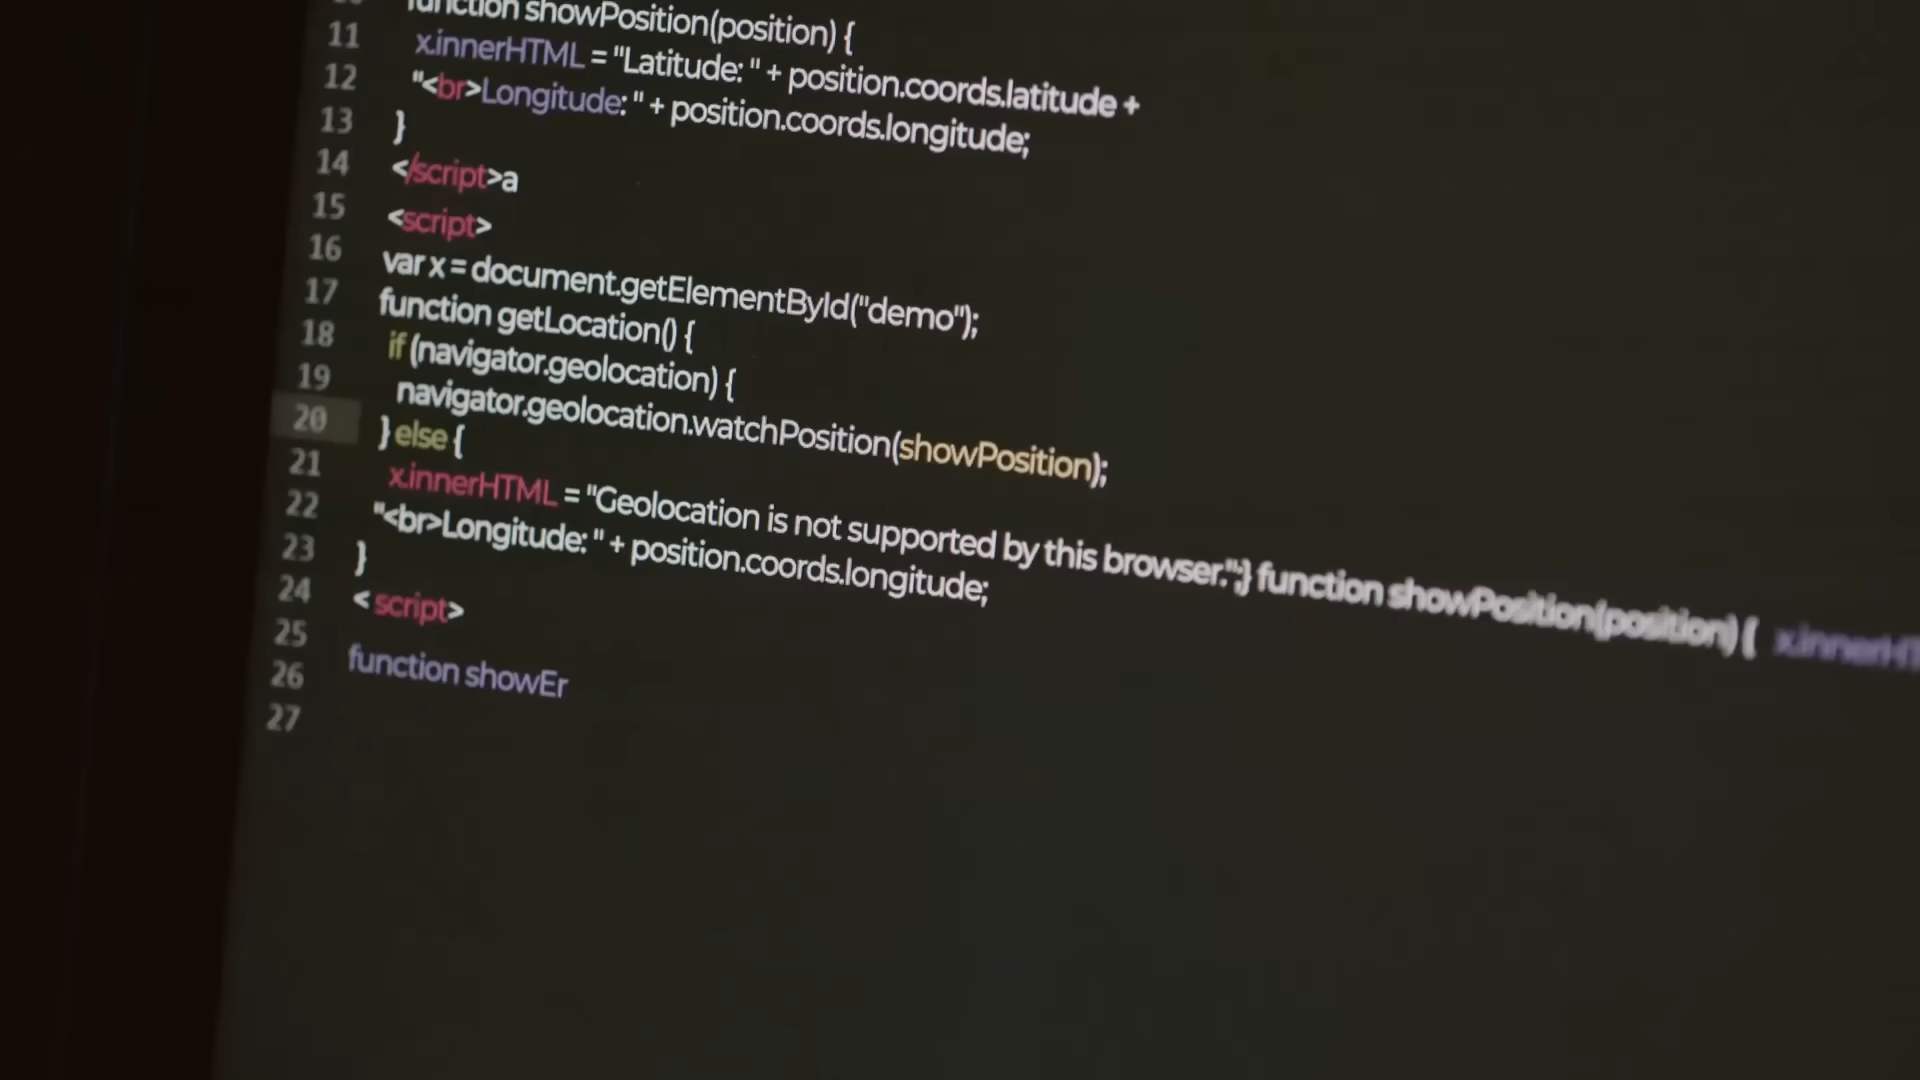 function showPosition(position) {
11 x.innerHTML = "Latitude: " + position.coords.latitude +
12 "<br>Longitude: " + position.coords.longitude;
13 }
14 </script>a
15 <script>
16 var x = document.getElementById("demo");
17 function getLocation() {
18 if (navigator.geolocation) {
19 navigator.geolocation.watchPosition(showPosition);
20 } else {
21 x.innerHTML = "Geolocation is not supported by this browser.";} function showPosition(position) {
22 "<br>Longitude: " + position.coords.longitude;
23 }
24 < script>
25
26 function showEr
27